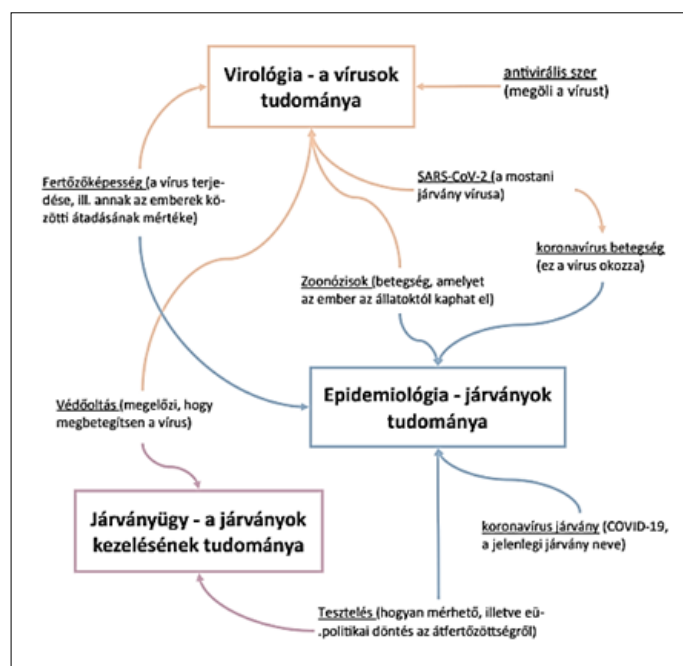 Virológia - a vírusok
tudománya
antivirális szer
(megöli a vírust)
Fertőzőképesség (a vírus terje-
dése, ill. annak az emberek kö-
zötti átadásának mértéke)
SARS-CoV-2 (a mostani
járvány vírusa)
koronavírus betegség
(ez a vírus okozza)
Zoonózisok (betegség, amelyet
az ember az állatoktól kaphat el)
Védőoltás (megelőzi, hogy
megbetegítsen a vírus)
Epidemiológia - járványok
tudománya
Járványügy - a járványok
kezelésének tudománya
koronavírus járvány (COVID-19,
a jelenlegi járvány neve)
Tesztelés (hogyan mérhető, illetve eü-
.politikai döntés az átfertőzöttségről)